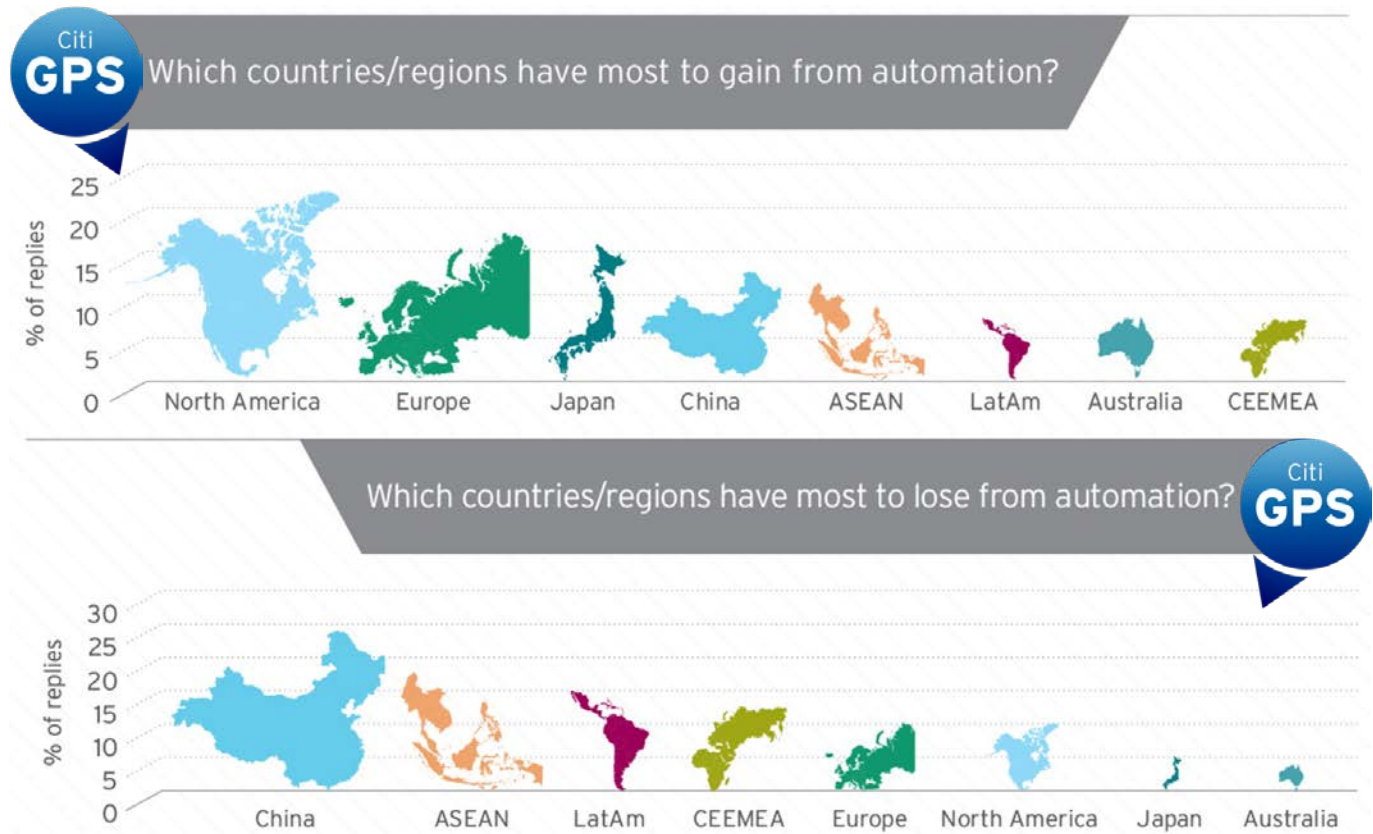 Citi
GPS
Which countries/regions have most to gain from automation?
% of replies
25
20
15
10
5
0
North America Europe Japan China ASEAN LatAm Australia CEEMEA
Which countries/regions have most to lose from automation?
Citi
GPS
% of replies
30
25
20
15
10
5
0
China ASEAN LatAm CEEMEA Europe North America Japan Australia